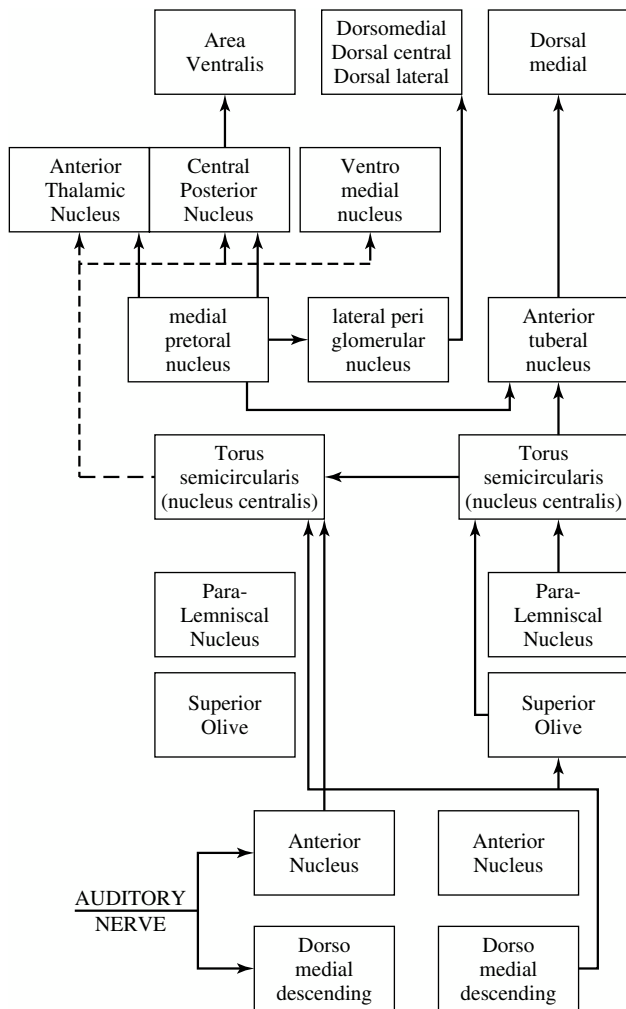 Area
Ventralis
Dorsomedial
Dorsal central
Dorsal lateral
Dorsal
medial
Anterior
Thalamic
Nucleus
Central
Posterior
Nucleus
Ventro
medial
nucleus
medial
pretoral
nucleus
lateral peri
glomerular
nucleus
Anterior
tuberal
nucleus
Torus
semicircularis
(nucleus centralis)
Torus
semicircularis
(nucleus centralis)
Para-
Lemniscal
Nucleus
Para-
Lemniscal
Nucleus
Superior
Olive
Superior
Olive
Anterior
Nucleus
Anterior
Nucleus
AUDITORY
NERVE
Dorso
medial
descending
Dorso
medial
descending